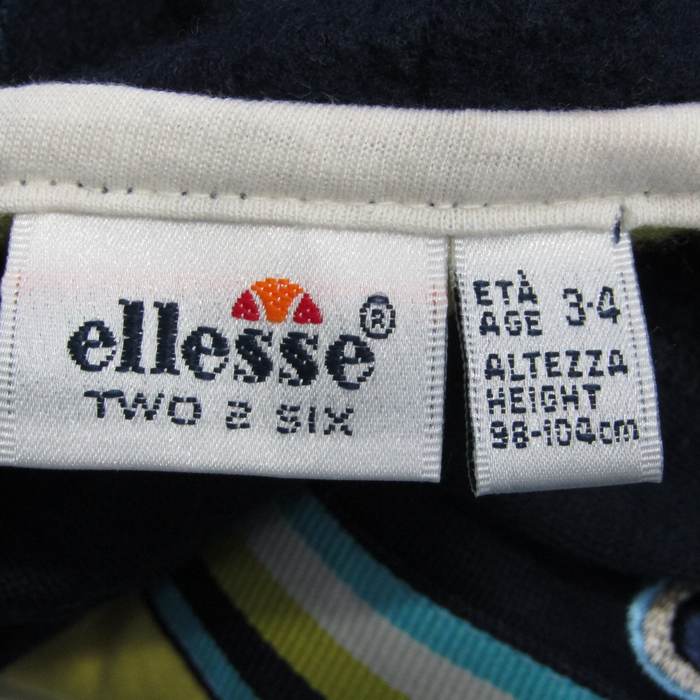 ellesse®
TWO 2 SIX
ETÀ
AGE 3-4
ALTEZZA
HEIGHT
98-104cm